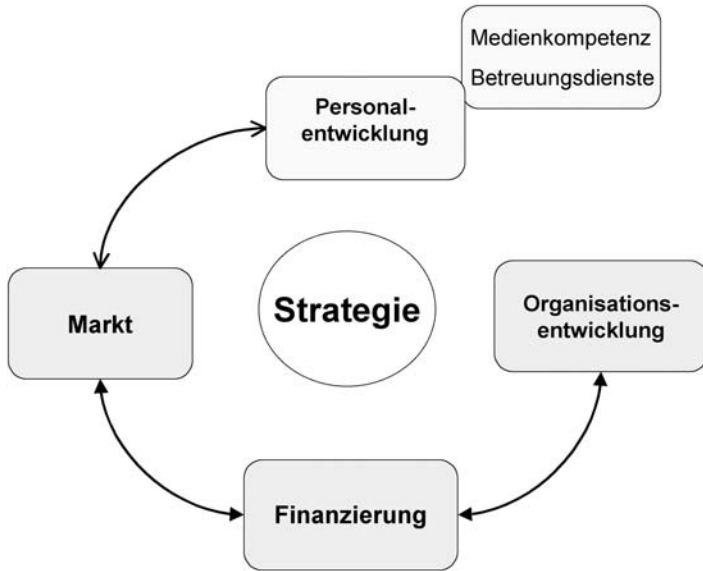 Medienkompetenz
Betreuungsdienste
Personal-
entwicklung
Strategie
Organisations-
entwicklung
Markt
Finanzierung